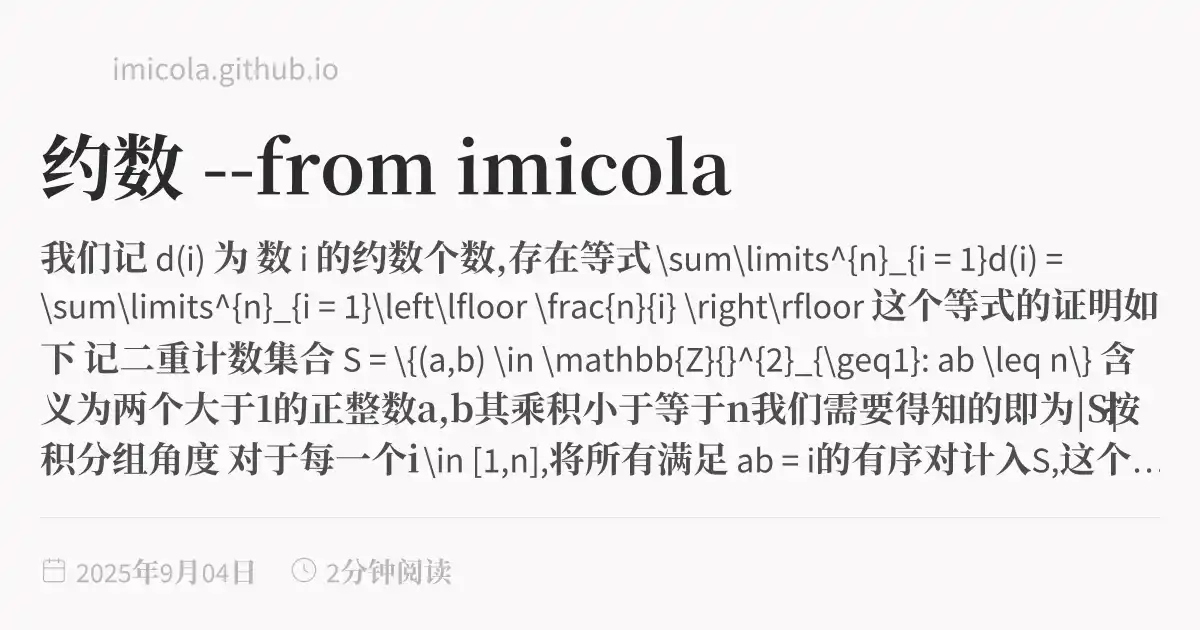 imicola.github.io
约数 --from imicola
我们记 d(i) 为 数 i 的约数个数,存在等式 \sum\limits^{n}_{i = 1}d(i) =
\sum\limits^{n}_{i = 1}\left\lfloor \frac{n}{i} \right\rfloor 这个等式的证明如
下 记二重计数集合 S = \{(a,b) \in \mathbb{Z}{}^{2}_{\geq1}: ab \leq n\} 含
义为两个大于1的正整数a,b其乘积小于等于n我们需要得知的即为|S|按
积分组角度 对于每一个i \in [1,n],将所有满足 ab = i的有序对计入S,这个…
2025年9月04日 2分钟阅读